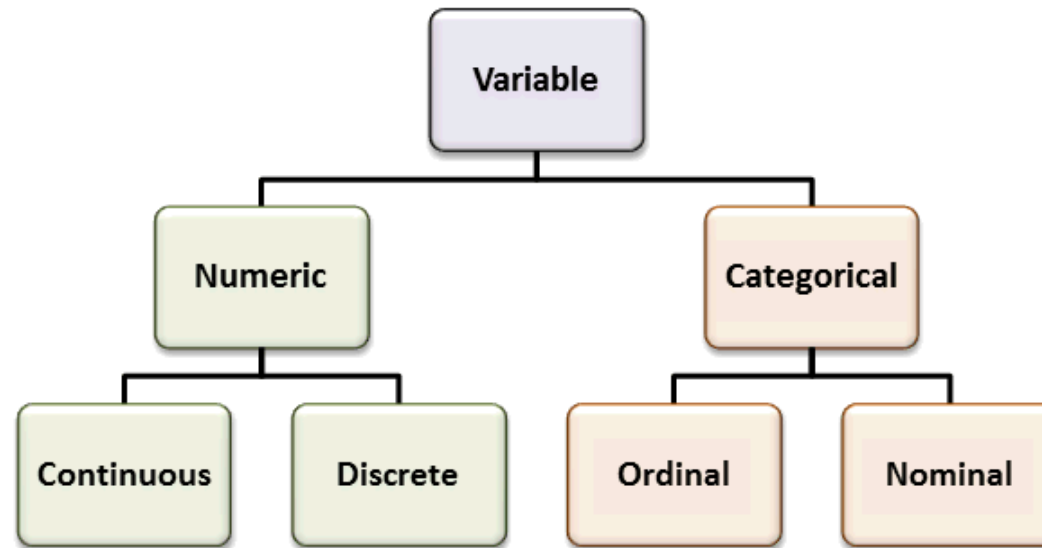 Variable
Numeric
Categorical
Continuous
Discrete
Ordinal
Nominal